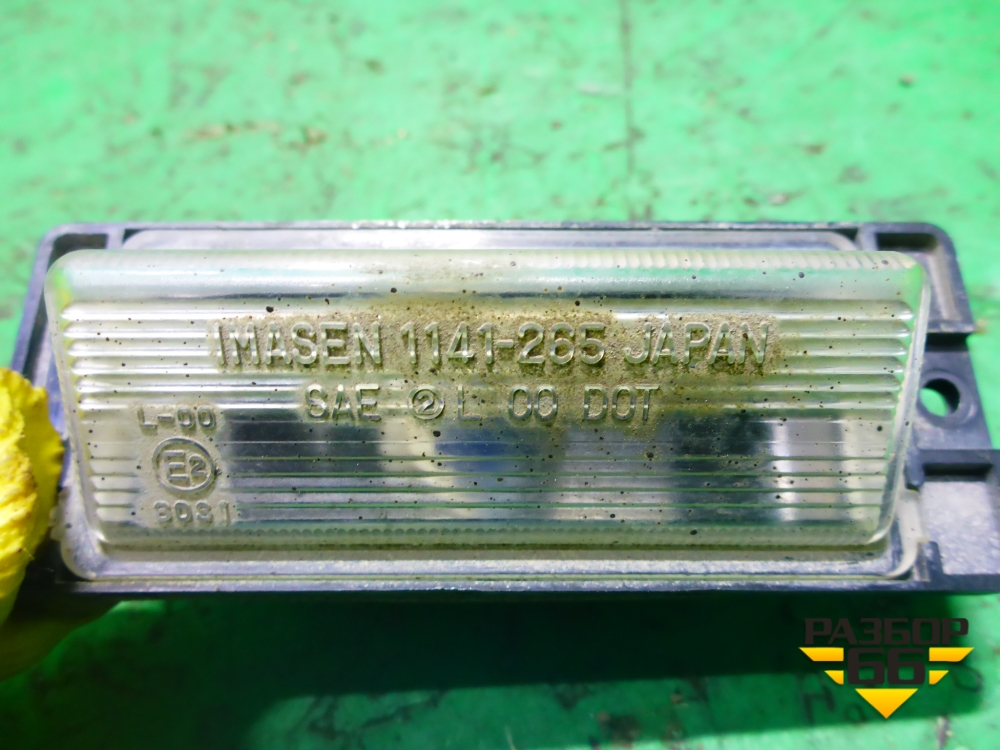 IMASEN 1141-265 JAPAN
SAE ② L 00 DOT
L-00
E2
3081
РАЗБОР
66